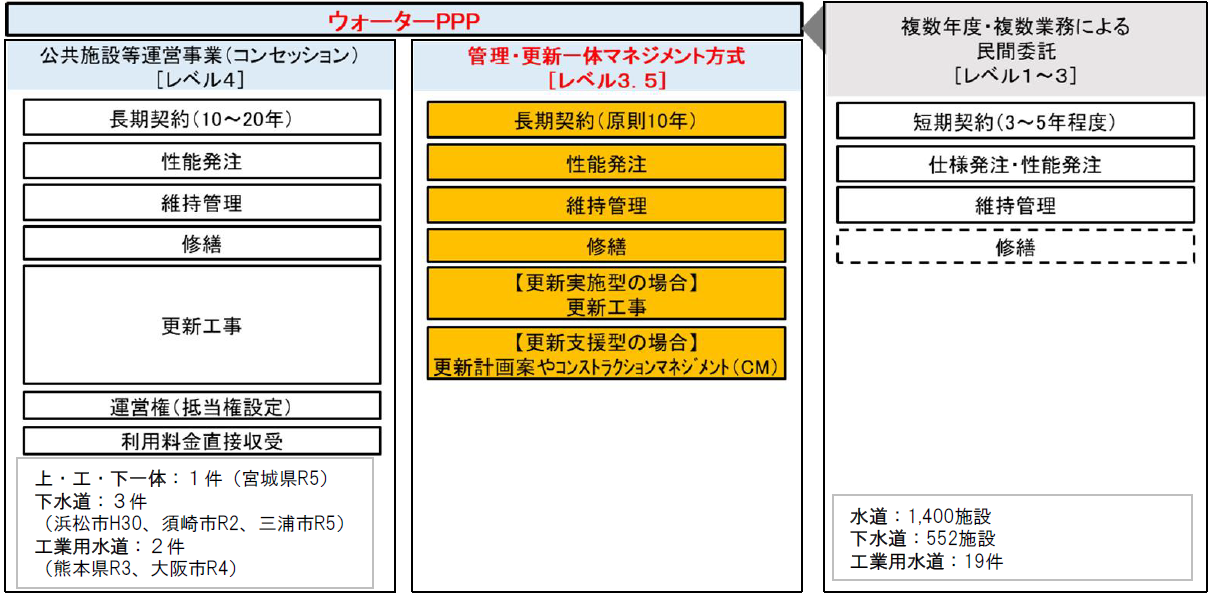 ウォーターPPP
公共施設等運営事業(コンセッション)
[レベル4]
長期契約(10～20年)
性能発注
維持管理
修繕
更新工事
運営権(抵当権設定)
利用料金直接収受
上・工・下一体：１件（宮城県R5）
下水道：３件
（浜松市H30、須崎市R2、三浦市R5）
工業用水道：２件
（熊本県R3、大阪市R4）
管理・更新一体マネジメント方式
[レベル3．5]
長期契約(原則10年)
性能発注
維持管理
修繕
【更新実施型の場合】
更新工事
【更新支援型の場合】
更新計画案やｺﾝｽﾄﾗｸｼｮﾝﾏﾈｼﾞﾒﾝﾄ(CM)
複数年度・複数業務による
民間委託
[レベル1～3]
短期契約(3～5年程度)
仕様発注・性能発注
維持管理
修繕
水道：1,400施設
下水道：552施設
工業用水道：19件